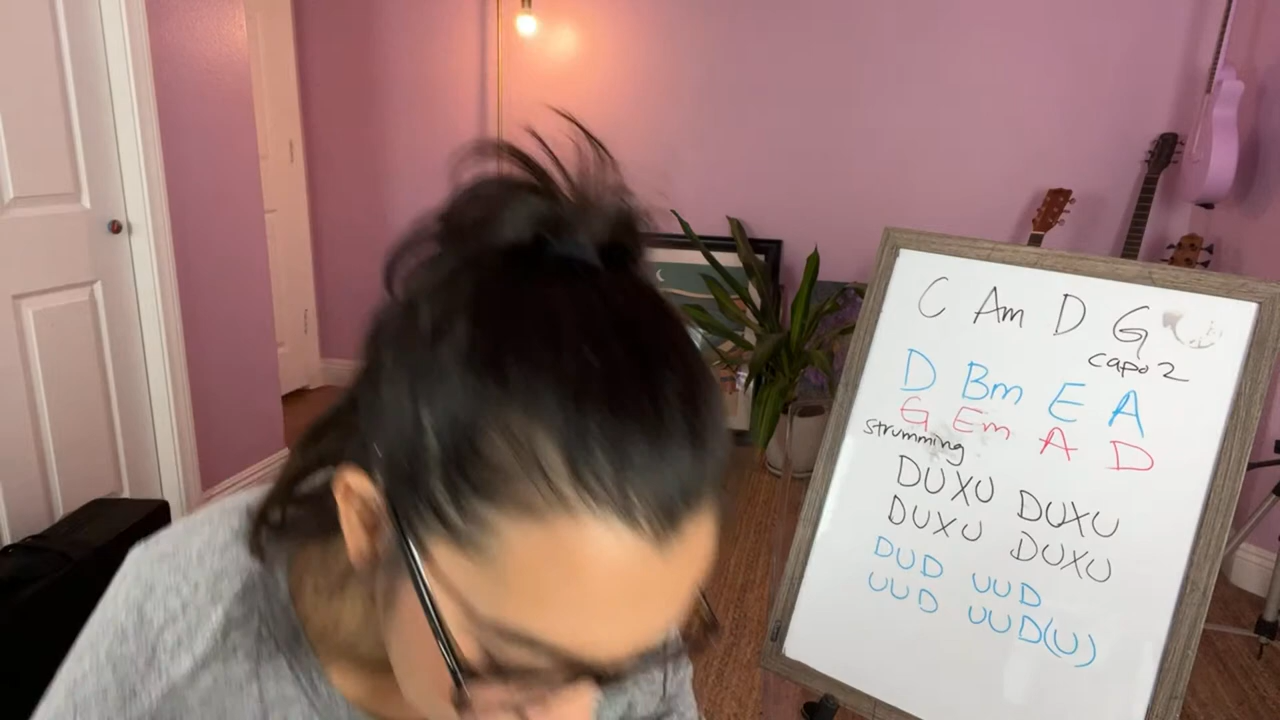 C Am D G
capo 2
D Bm E A
G Em A D
strumming
DUXU DUXU
DUXU DUXU
DUD UUD
UUD UUD(U)